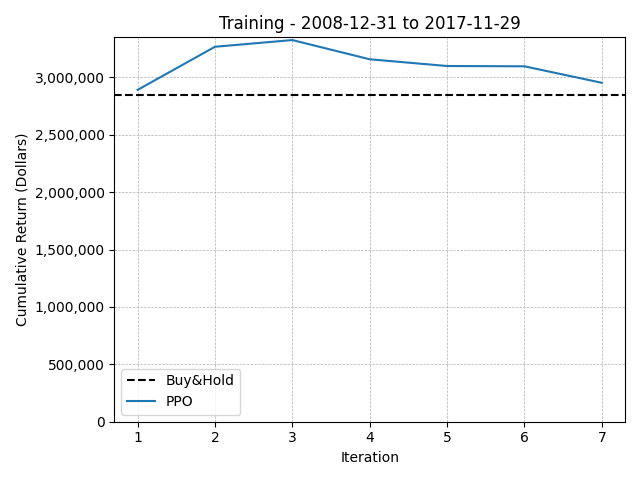 Training - 2008-12-31 to 2017-11-29
Cumulative Return (Dollars)
3,000,000
2,500,000
2,000,000
1,500,000
1,000,000
500,000
0
Buy&Hold
PPO
1 2 3 4 5 6 7
Iteration